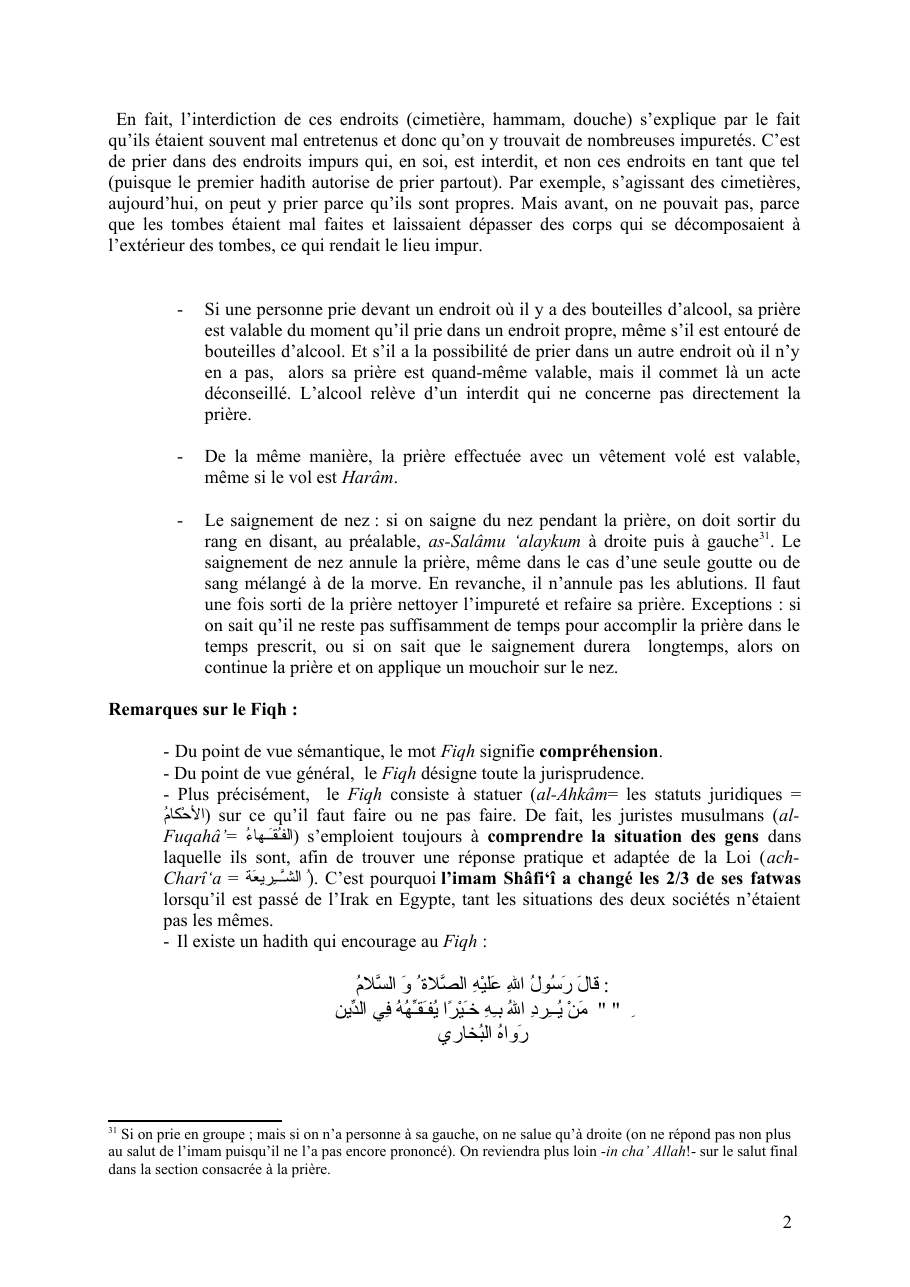 En fait, l’interdiction de ces endroits (cimetière, hammam, douche) s’explique par le fait
qu’ils étaient souvent mal entretenus et donc qu’on y trouvait de nombreuses impuretés. C’est
de prier dans des endroits impurs qui, en soi, est interdit, et non ces endroits en tant que tel
(puisque le premier hadith autorise de prier partout). Par exemple, s’agissant des cimetières,
aujourd’hui, on peut y prier parce qu’ils sont propres. Mais avant, on ne pouvait pas, parce
que les tombes étaient mal faites et laissaient dépasser des corps qui se décomposaient à
l’extérieur des tombes, ce qui rendait le lieu impur.
- Si une personne prie devant un endroit où il y a des bouteilles d’alcool, sa prière
est valable du moment qu’il prie dans un endroit propre, même s’il est entouré de
bouteilles d’alcool. Et s’il a la possibilité de prier dans un autre endroit où il n’y
en a pas, alors sa prière est quand-même valable, mais il commet là un acte
déconseillé. L’alcool relève d’un interdit qui ne concerne pas directement la
prière.
- De la même manière, la prière effectuée avec un vêtement volé est valable,
même si le vol est Harâm.
- Le saignement de nez : si on saigne du nez pendant la prière, on doit sortir du
rang en disant, au préalable, as-Salâmu ‘alaykum à droite puis à gauche31. Le
saignement de nez annule la prière, même dans le cas d’une seule goutte ou de
sang mélangé à de la morve. En revanche, il n’annule pas les ablutions. Il faut
une fois sorti de la prière nettoyer l’impureté et refaire sa prière. Exceptions : si
on sait qu’il ne reste pas suffisamment de temps pour accomplir la prière dans le
temps prescrit, ou si on sait que le saignement durera longtemps, alors on
continue la prière et on applique un mouchoir sur le nez.
Remarques sur le Fiqh :
- Du point de vue sémantique, le mot Fiqh signifie compréhension.
- Du point de vue général, le Fiqh désigne toute la jurisprudence.
- Plus précisément, le Fiqh consiste à statuer (al-Ahkâm= les statuts juridiques =
الأحْكامُ) sur ce qu’il faut faire ou ne pas faire. De fait, les juristes musulmans (al-
Fuqahâ’= الفـُقـَــهاءُ) s’emploient toujours à comprendre la situation des gens dans
laquelle ils sont, afin de trouver une réponse pratique et adaptée de la Loi (ach-
Charî‘a = الشَّــرِيعَة ُ). C’est pourquoi l’imam Shâfi‘î a changé les 2/3 de ses fatwas
lorsqu’il est passé de l’Irak en Egypte, tant les situations des deux sociétés n’étaient
pas les mêmes.
- Il existe un hadith qui encourage au Fiqh :
قالَ رَسُولُ اللهِ عَلَيْهِ الصَّلاة ُ وَ السَّلامُ :
" " مَنْ يُــرِدِ اللهُ بـِهِ خـَيْرًا يُفـَقـِّهْهُ فِي الدِّين ِ
رَواهُ البُخاري
31 Si on prie en groupe ; mais si on n’a personne à sa gauche, on ne salue qu’à droite (on ne répond pas non plus
au salut de l’imam puisqu’il ne l’a pas encore prononcé). On reviendra plus loin -in cha’ Allah!- sur le salut final
dans la section consacrée à la prière.
2